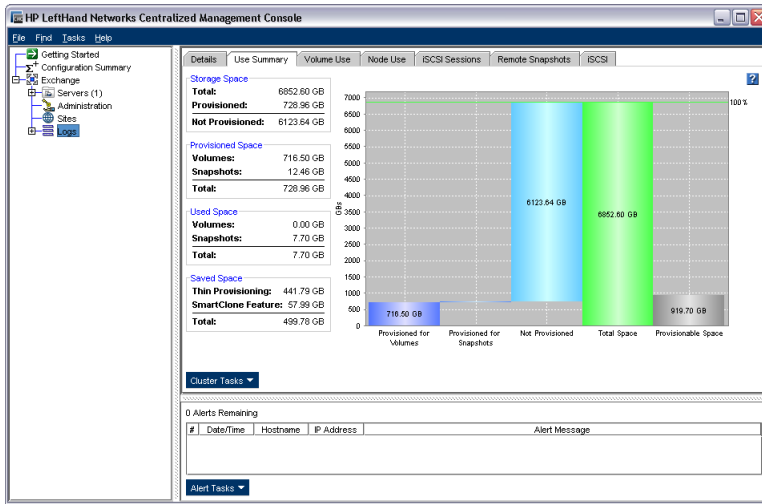 HP LeftHand Networks Centralized Management Console
File Find Tasks Help
Getting Started
Configuration Summary
Exchange
Servers (1)
Administration
Sites
Logs
Details Use Summary Volume Use Node Use iSCSI Sessions Remote Snapshots iSCSI
Storage Space
Total: 6852.60 GB
Provisioned: 728.96 GB
Not Provisioned: 6123.64 GB
Provisioned Space
Volumes: 716.50 GB
Snapshots: 12.46 GB
Total: 728.96 GB
Used Space
Volumes: 0.00 GB
Snapshots: 7.70 GB
Total: 7.70 GB
Saved Space
Thin Provisioning: 441.79 GB
SmartClone Feature: 57.99 GB
Total: 499.78 GB
?
GBs
7000
6500
6000
5500
5000
4500
4000
3500
3000
2500
2000
1500
1000
500
0
100 %
716.50 GB
6123.64 GB
6852.60 GB
919.70 GB
Provisioned for Volumes
Provisioned for Snapshots
Not Provisioned
Total Space
Provisionable Space
Cluster Tasks
0 Alerts Remaining
# Date/Time Hostname IP Address Alert Message
Alert Tasks